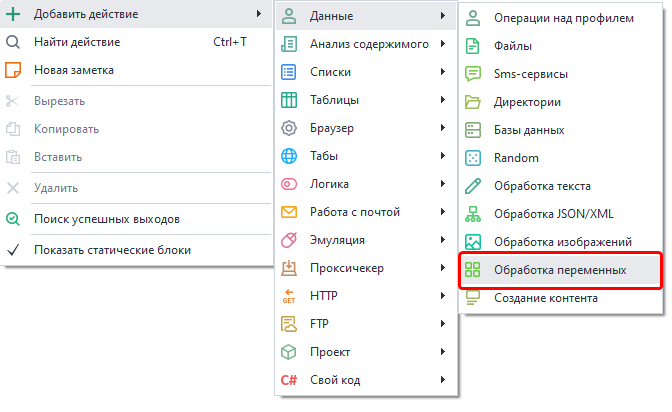 Добавить действие
Найти действие Ctrl+T
Новая заметка
Вырезать
Копировать
Вставить
Удалить
Поиск успешных выходов
Показать статические блоки
Данные
Анализ содержимого
Списки
Таблицы
Браузер
Табы
Логика
Работа с почтой
Эмуляция
Проксичекер
GET HTTP
FTP
Проект
C# Свой код
Операции над профилем
Файлы
Sms-сервисы
Директории
Базы данных
Random
Обработка текста
Обработка JSON/XML
Обработка изображений
Обработка переменных
Создание контента